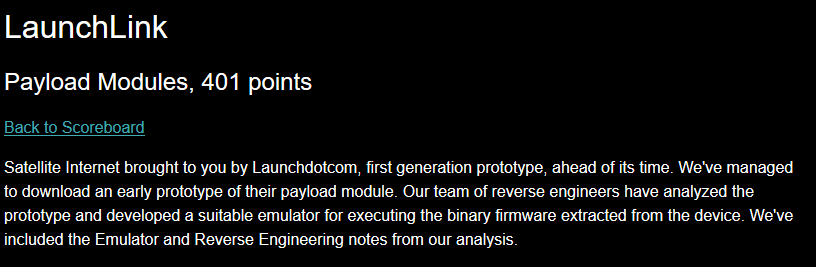 LaunchLink
Payload Modules, 401 points
Back to Scoreboard
Satellite Internet brought to you by Launchdotcom, first generation prototype, ahead of its time. We've managed
to download an early prototype of their payload module. Our team of reverse engineers have analyzed the
prototype and developed a suitable emulator for executing the binary firmware extracted from the device. We've
included the Emulator and Reverse Engineering notes from our analysis.